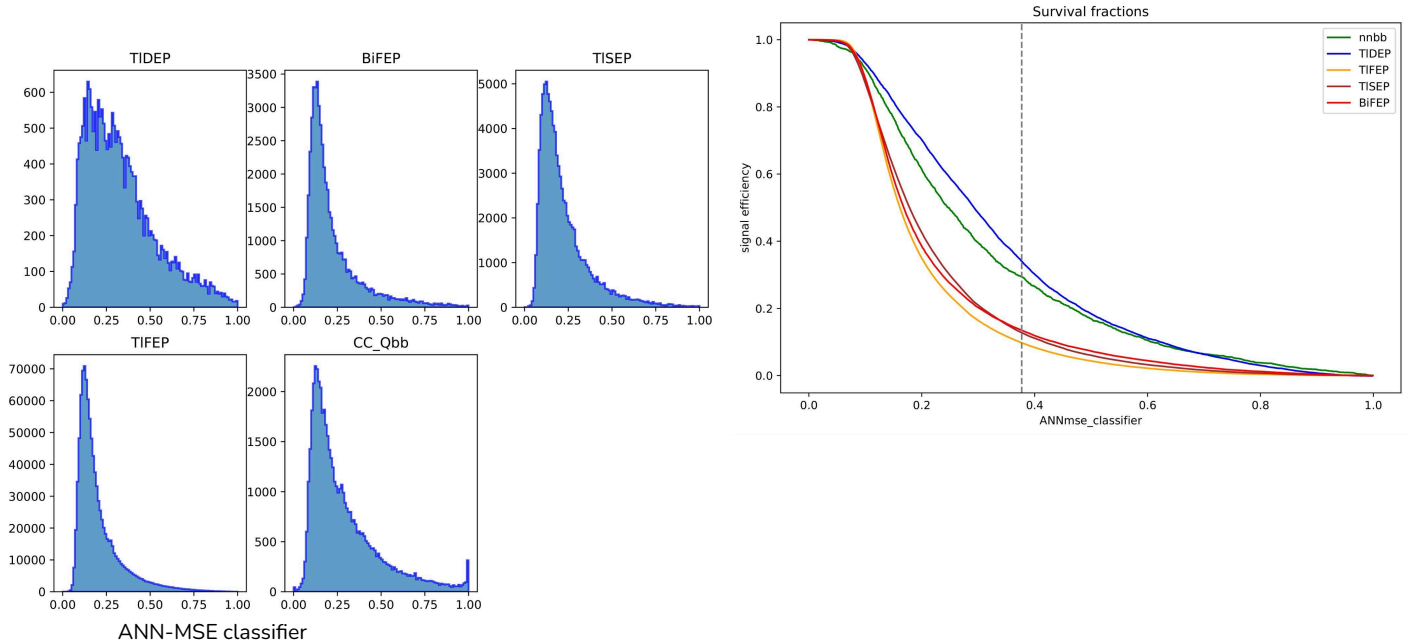 TlDEP
600
500
400
300
200
100
0
0.00 0.25 0.50 0.75 1.00
BiFEP
3500
3000
2500
2000
1500
1000
500
0
0.00 0.25 0.50 0.75 1.00
TlSEP
5000
4000
3000
2000
1000
0
0.00 0.25 0.50 0.75 1.00
TlFEP
70000
60000
50000
40000
30000
20000
10000
0
0.00 0.25 0.50 0.75 1.00
CC_Qbb
2000
1500
1000
500
0
0.00 0.25 0.50 0.75 1.00
ANN-MSE classifier
Survival fractions
nnbb
TlDEP
TlFEP
TlSEP
BiFEP
signal efficiency
1.0
0.8
0.6
0.4
0.2
0.0
0.0 0.2 0.4 0.6 0.8 1.0
ANNmse_classifier